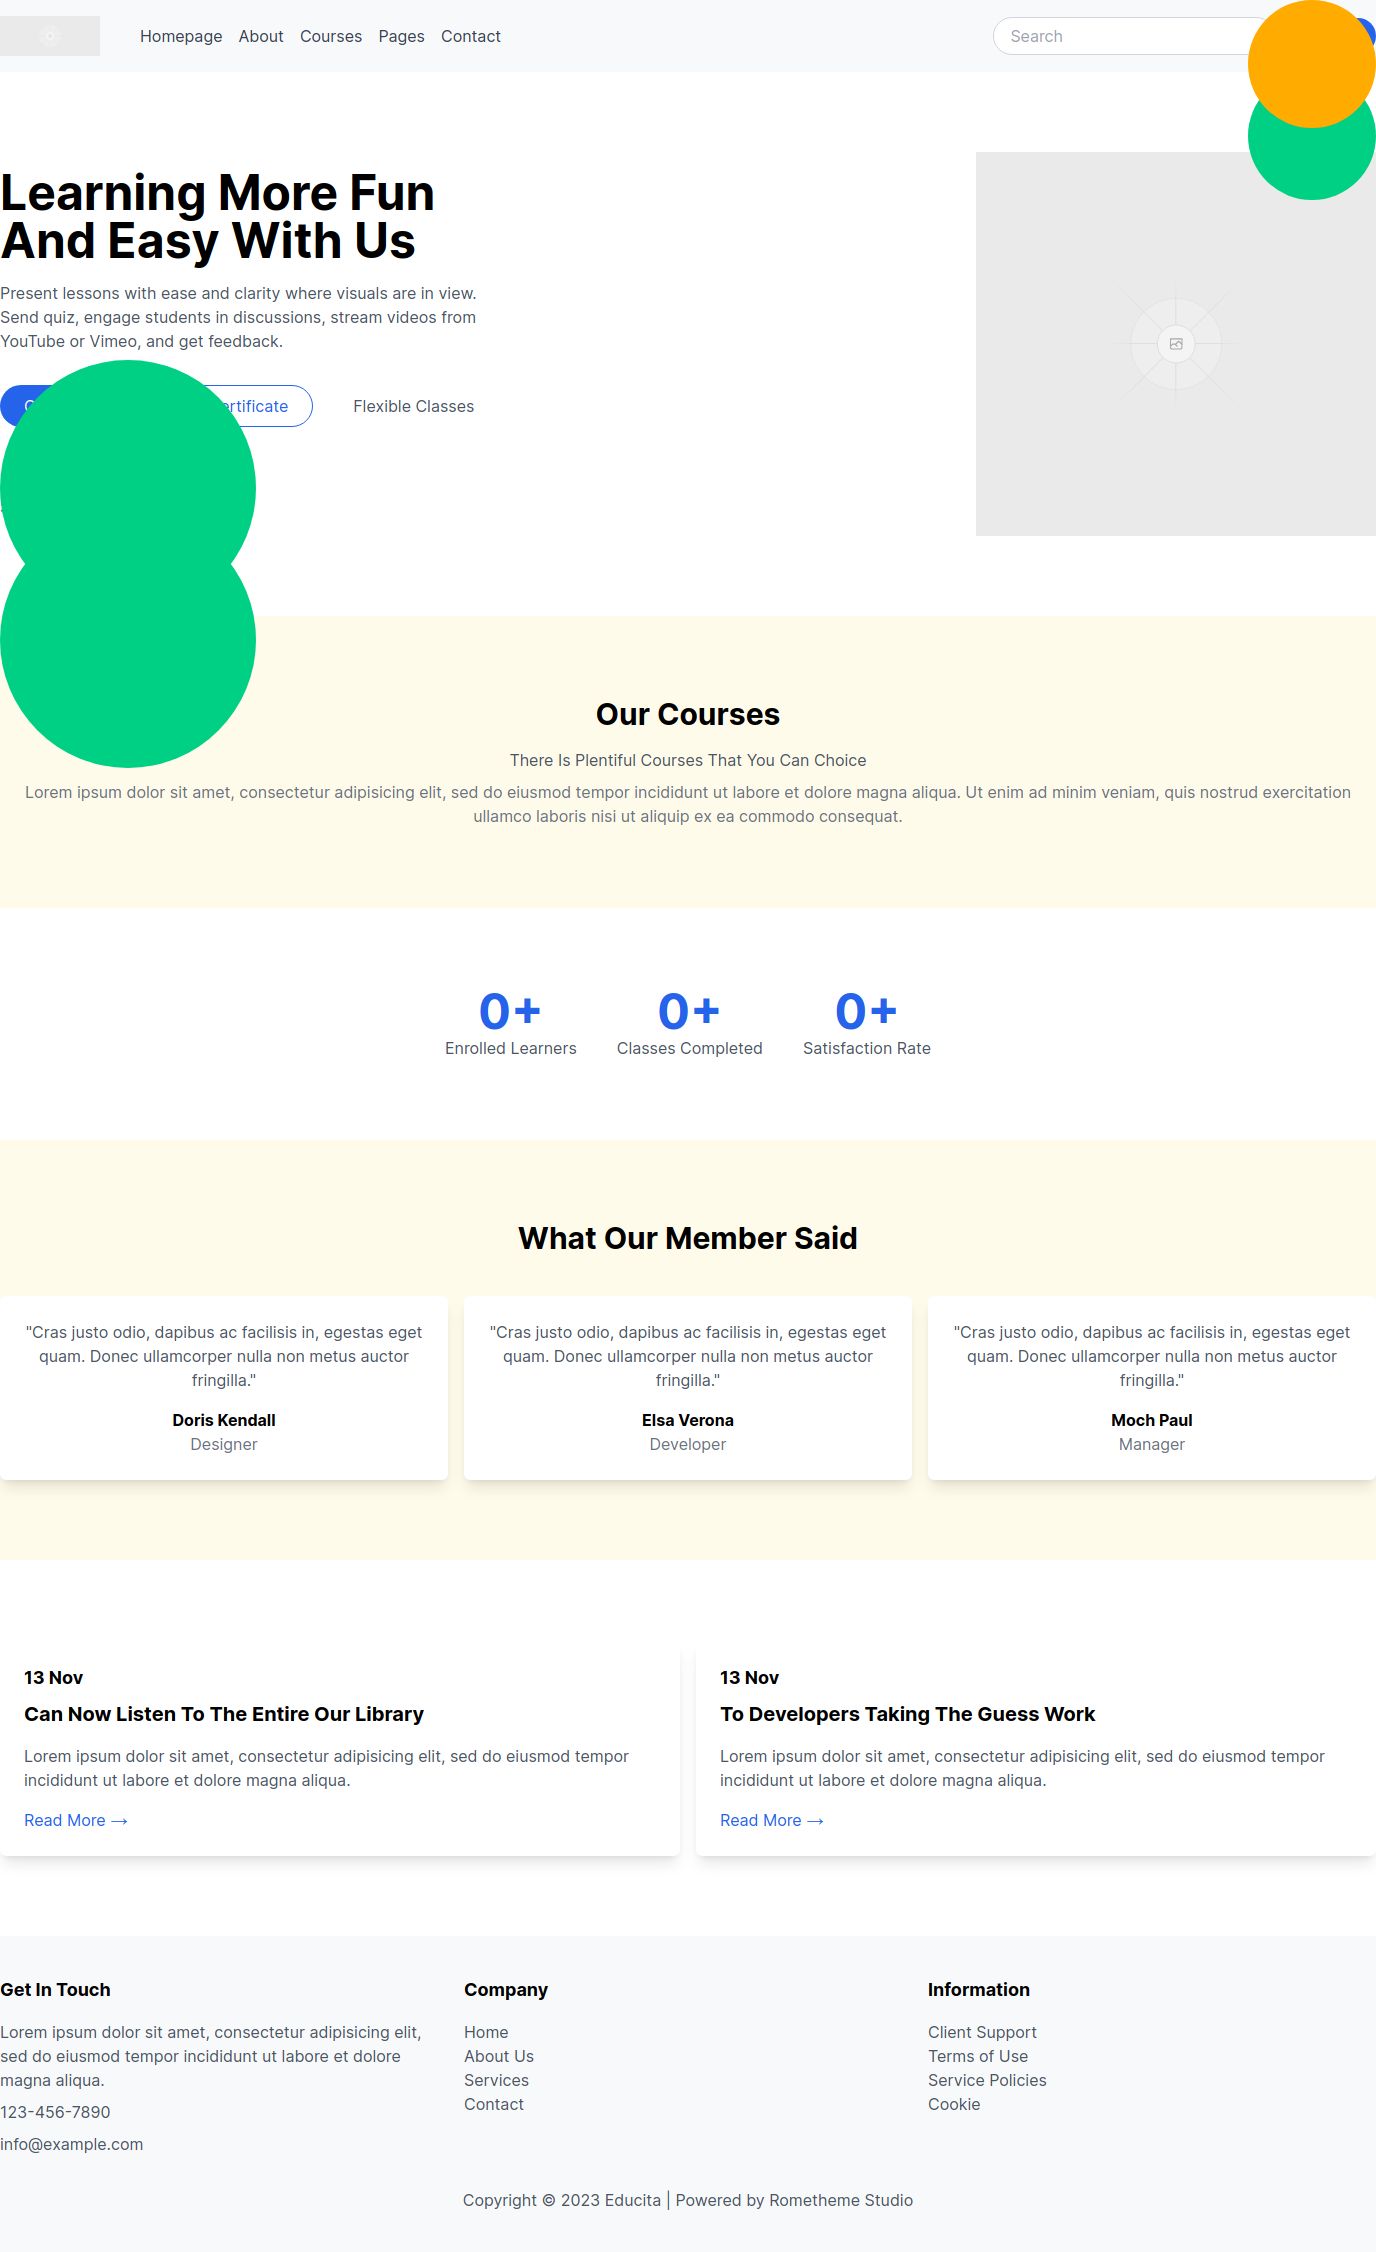 Homepage About Courses Pages Contact
Search
Learning More Fun
And Easy With Us
Present lessons with ease and clarity where visuals are in view.
Send quiz, engage students in discussions, stream videos from
YouTube or Vimeo, and get feedback.
Flexible Classes
Our Courses
There Is Plentiful Courses That You Can Choice
Lorem ipsum dolor sit amet, consectetur adipisicing elit, sed do eiusmod tempor incididunt ut labore et dolore magna aliqua. Ut enim ad minim veniam, quis nostrud exercitation
ullamco laboris nisi ut aliquip ex ea commodo consequat.
0+ 0+ 0+
Enrolled Learners Classes Completed Satisfaction Rate
What Our Member Said
"Cras justo odio, dapibus ac facilisis in, egestas eget
quam. Donec ullamcorper nulla non metus auctor
fringilla."
Doris Kendall
Designer
"Cras justo odio, dapibus ac facilisis in, egestas eget
quam. Donec ullamcorper nulla non metus auctor
fringilla."
Elsa Verona
Developer
"Cras justo odio, dapibus ac facilisis in, egestas eget
quam. Donec ullamcorper nulla non metus auctor
fringilla."
Moch Paul
Manager
13 Nov
Can Now Listen To The Entire Our Library
Lorem ipsum dolor sit amet, consectetur adipisicing elit, sed do eiusmod tempor
incididunt ut labore et dolore magna aliqua.
Read More →
13 Nov
To Developers Taking The Guess Work
Lorem ipsum dolor sit amet, consectetur adipisicing elit, sed do eiusmod tempor
incididunt ut labore et dolore magna aliqua.
Read More →
Get In Touch
Lorem ipsum dolor sit amet, consectetur adipisicing elit,
sed do eiusmod tempor incididunt ut labore et dolore
magna aliqua.
123-456-7890
info@example.com
Company
Home
About Us
Services
Contact
Information
Client Support
Terms of Use
Service Policies
Cookie
Copyright © 2023 Educita | Powered by Rometheme Studio